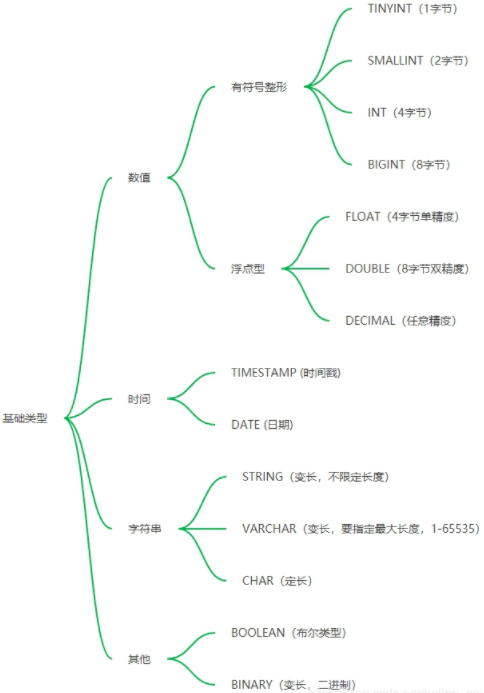 基础类型
数值
有符号整形
TINYINT（1字节）
SMALLINT（2字节）
INT（4字节）
BIGINT（8字节）
浮点型
FLOAT（4字节单精度）
DOUBLE（8字节双精度）
DECIMAL（任意精度）
时间
TIMESTAMP (时间戳)
DATE (日期)
字符串
STRING（变长，不限定长度）
VARCHAR（变长，要指定最大长度，1-65535）
CHAR（定长）
其他
BOOLEAN（布尔类型）
BINARY（变长，二进制）